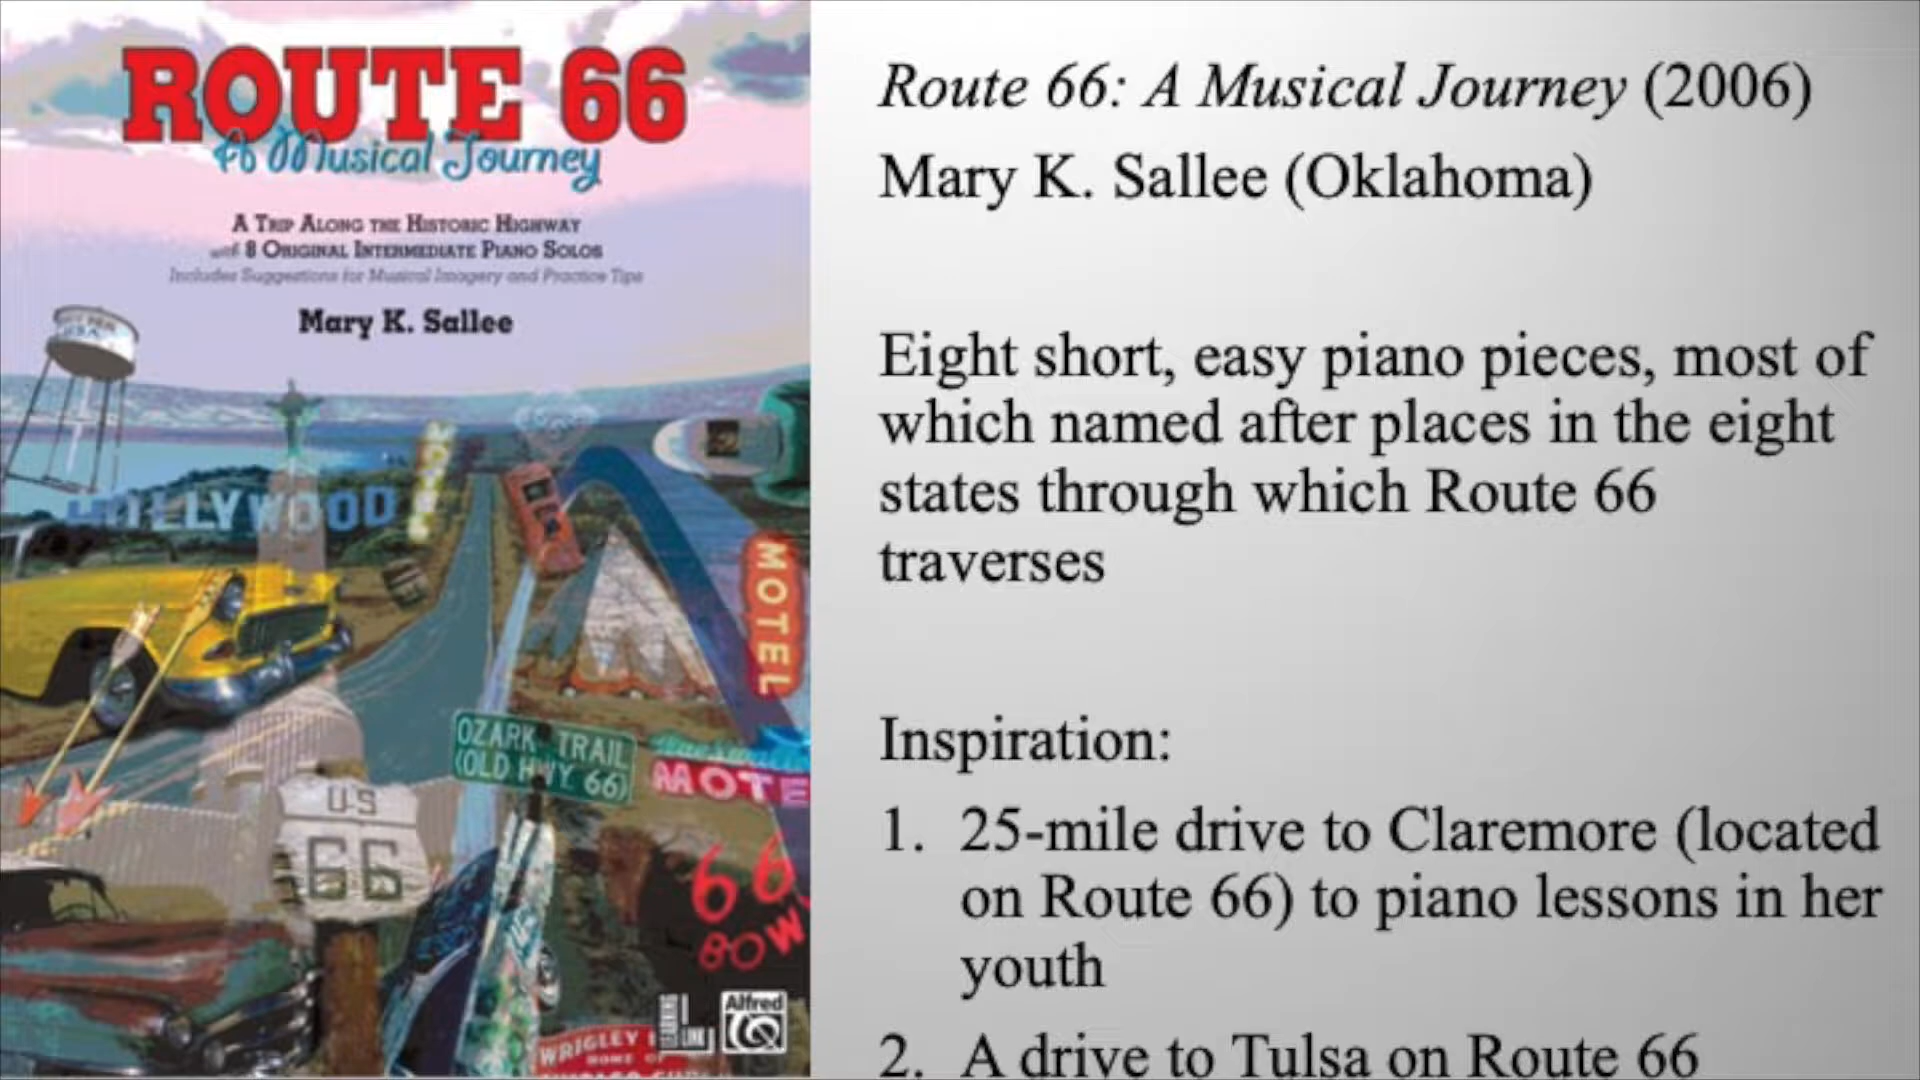 ROUTE 66
A Musical Journey
A TRIP ALONG THE HISTORIC HIGHWAY
with 8 ORIGINAL INTERMEDIATE PIANO SOLOS
Includes Suggestions for Musical Imagery and Practice Tips
Mary K. Sallee
HOLLYWOOD
MOTEL
OZARK TRAIL
(OLD HWY 66)
MOTE
US
66
66
BOW
Alfred
WRIGLEY
HOME OF
Route 66: A Musical Journey (2006)
Mary K. Sallee (Oklahoma)
Eight short, easy piano pieces, most of
which named after places in the eight
states through which Route 66
traverses
Inspiration:
1. 25-mile drive to Claremore (located
on Route 66) to piano lessons in her
youth
2. A drive to Tulsa on Route 66